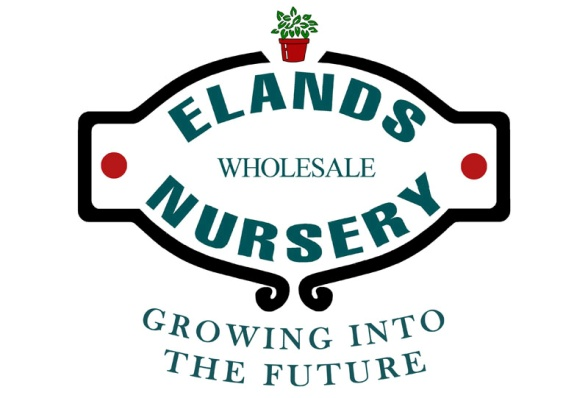 ELANDS
WHOLESALE
NURSERY
GROWING INTO
THE FUTURE